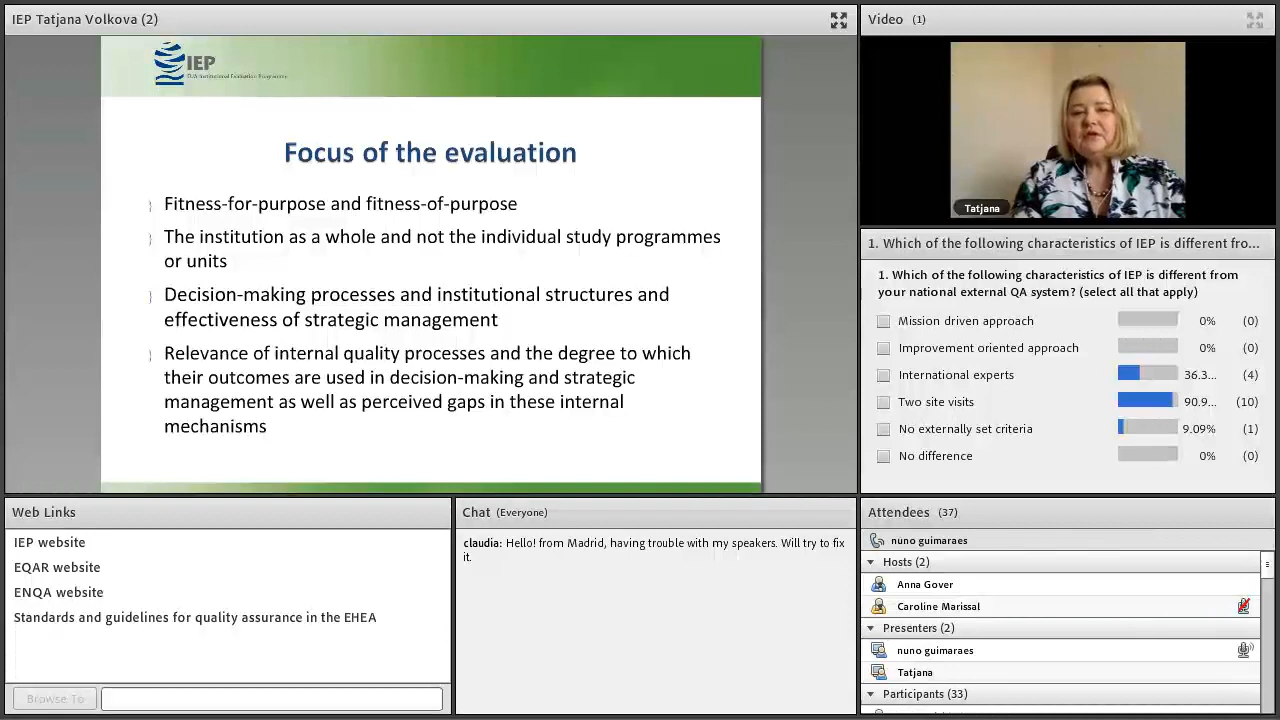 IEP Tatjana Volkova (2)
IEP
EUA Institutional Evaluation Programme
Focus of the evaluation
Fitness-for-purpose and fitness-of-purpose
The institution as a whole and not the individual study programmes
or units
Decision-making processes and institutional structures and
effectiveness of strategic management
Relevance of internal quality processes and the degree to which
their outcomes are used in decision-making and strategic
management as well as perceived gaps in these internal
mechanisms
Video (1)
Tatjana
1. Which of the following characteristics of IEP is different fro...
1. Which of the following characteristics of IEP is different from
your national external QA system? (select all that apply)
Mission driven approach 0% (0)
Improvement oriented approach 0% (0)
International experts 36.3... (4)
Two site visits 90.9... (10)
No externally set criteria 9.09% (1)
No difference 0% (0)
Web Links
IEP website
EQAR website
ENQA website
Standards and guidelines for quality assurance in the EHEA
Browse To
Chat (Everyone)
claudia: Hello! from Madrid, having trouble with my speakers. Will try to fix
it.
Attendees (37)
nuno guimaraes
Hosts (2)
Anna Gover
Caroline Marissal
Presenters (2)
nuno guimaraes
Tatjana
Participants (33)